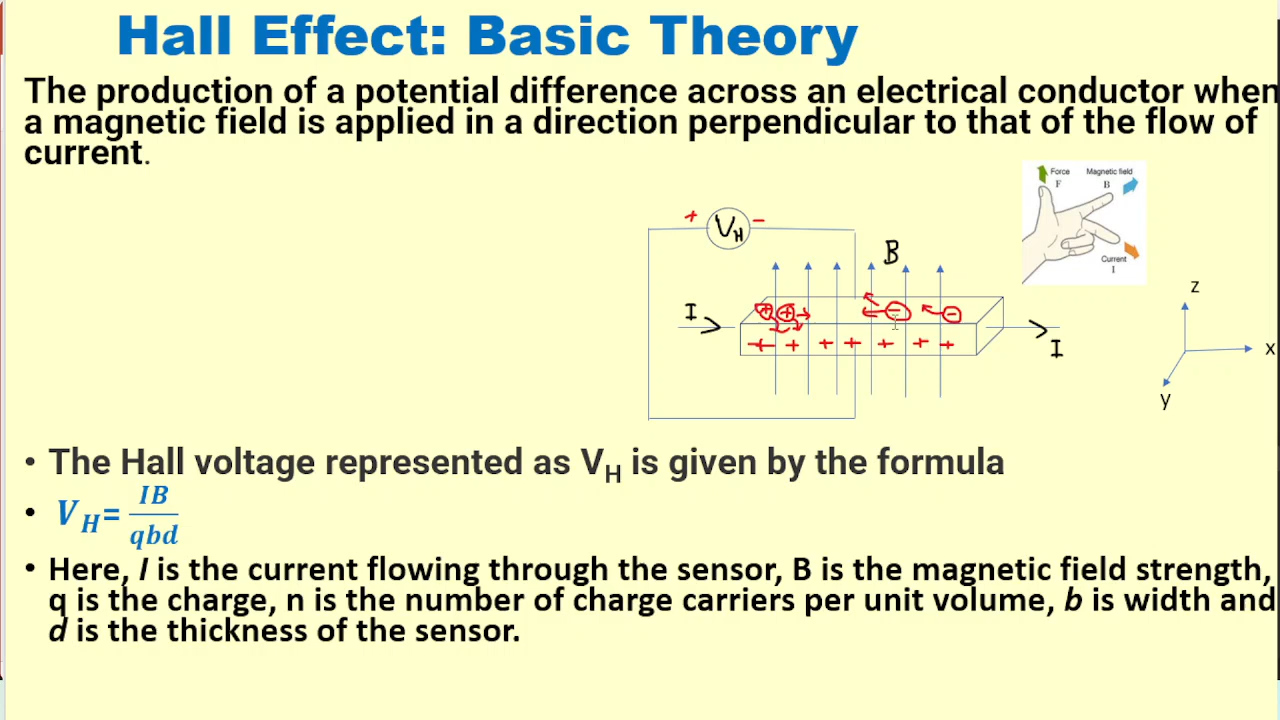 Hall Effect: Basic Theory
The production of a potential difference across an electrical conductor when
a magnetic field is applied in a direction perpendicular to that of the flow of
current.
Force
F
Magnetic field
B
Current
I
+ V_H −
B
I
+ + − −
+ + + + + + +
I
z
x
y
• The Hall voltage represented as V_H is given by the formula
• V_H= IB/qbd
• Here, I is the current flowing through the sensor, B is the magnetic field strength,
q is the charge, n is the number of charge carriers per unit volume, b is width and
d is the thickness of the sensor.